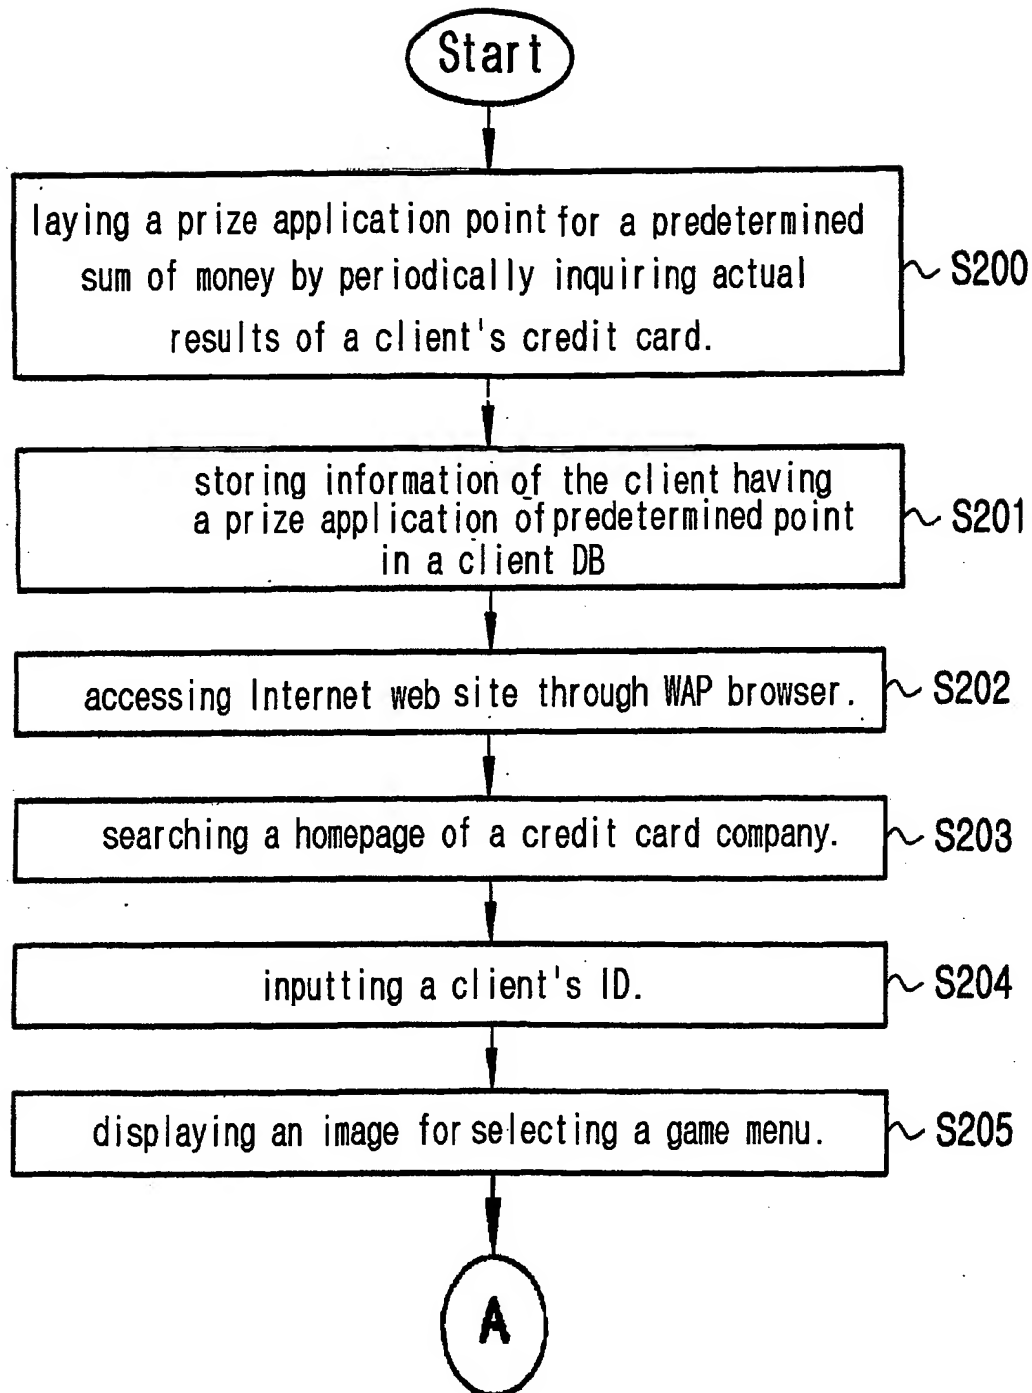 Start
laying a prize application point for a predetermined
sum of money by periodically inquiring actual
results of a client's credit card.
S200
storing information of the client having
a prize application of predetermined point
in a client DB
S201
accessing Internet web site through WAP browser.
S202
searching a homepage of a credit card company.
S203
inputting a client's ID.
S204
displaying an image for selecting a game menu.
S205
A